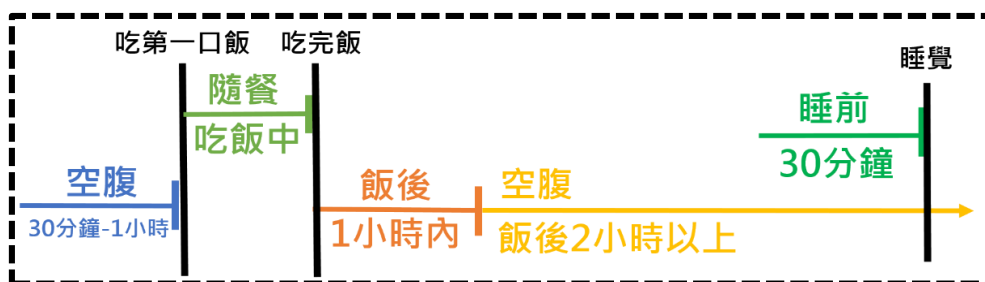 吃第一口飯
吃完飯
睡覺
隨餐
吃飯中
睡前
30分鐘
空腹
30分鐘-1小時
飯後
1小時內
空腹
飯後2小時以上